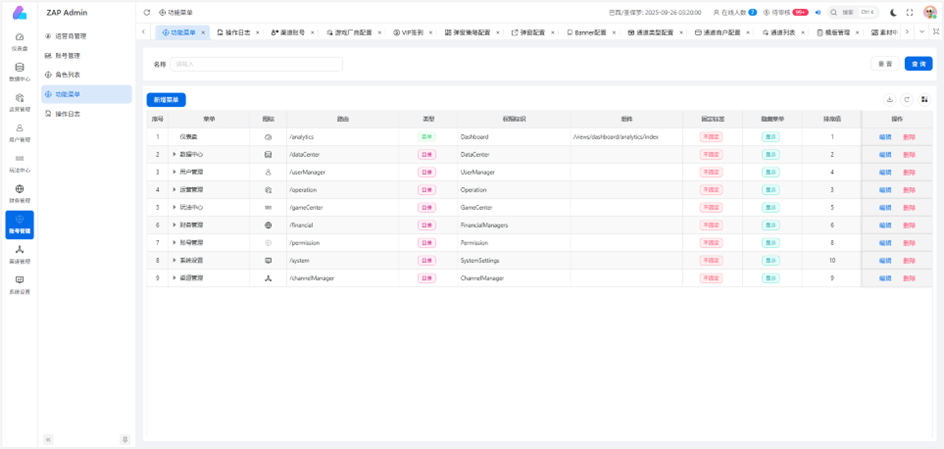 ZAP Admin
功能菜单
巴西/圣保罗: 2025-09-26 03:20:00
在线人数 7
待审核 99+
搜索 Ctrl K
功能菜单 × 操作日志 × 渠道账号 × 游戏厂商配置 × VIP签到 × 弹窗策略配置 × 弹窗配置 × Banner配置 × 通道类型配置 × 通道商户配置 × 通道列表 × 模板管理 × 素材中
仪表盘
数据中心
运营管理
用户管理
玩法中心
财务管理
账号管理
渠道管理
系统设置
运营商管理
账号管理
角色列表
功能菜单
操作日志
名称 请输入
重置 查询
新增菜单
序号 菜单 图标 路由 类型 权限标识 组件 固定标签 隐藏菜单 排序值 操作
1 仪表盘 /analytics 菜单 Dashboard /views/dashboard/analytics/index 不固定 显示 1 编辑 删除
2 数据中心 /dataCenter 目录 DataCenter 不固定 显示 2 编辑 删除
3 用户管理 /userManager 目录 UserManager 不固定 显示 4 编辑 删除
4 运营管理 /operation 目录 Operation 不固定 显示 3 编辑 删除
5 玩法中心 /gameCenter 目录 GameCenter 不固定 显示 5 编辑 删除
6 财务管理 /financial 目录 FinancialManagers 不固定 显示 6 编辑 删除
7 账号管理 /permission 目录 Permission 不固定 显示 8 编辑 删除
8 系统设置 /system 目录 SystemSettings 不固定 显示 10 编辑 删除
9 渠道管理 /channelManager 目录 ChannelManager 不固定 显示 9 编辑 删除